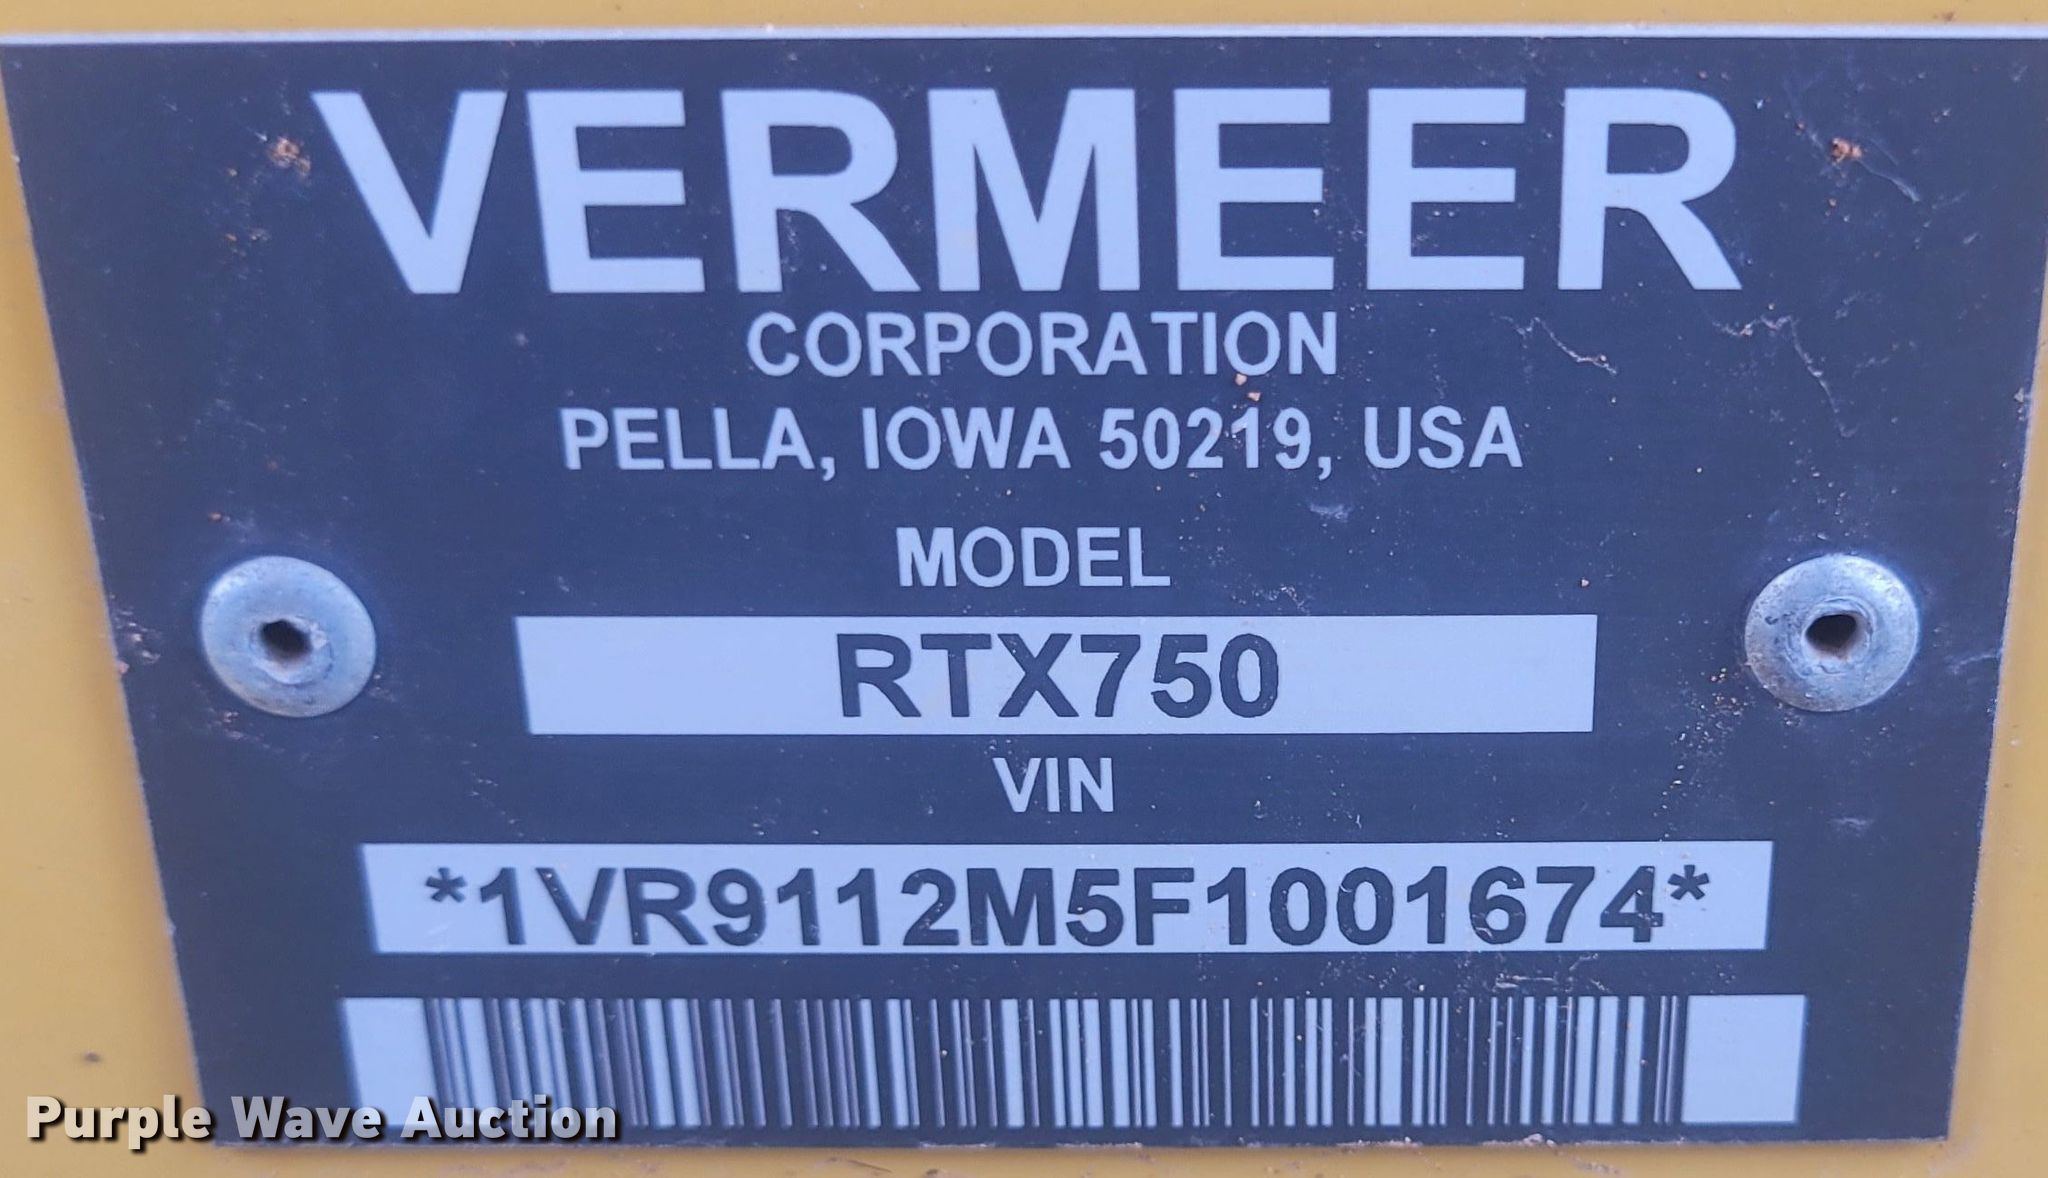 VERMEER
CORPORATION
PELLA, IOWA 50219, USA
MODEL
RTX750
VIN
*1VR9112M5F1001674*
Purple Wave Auction